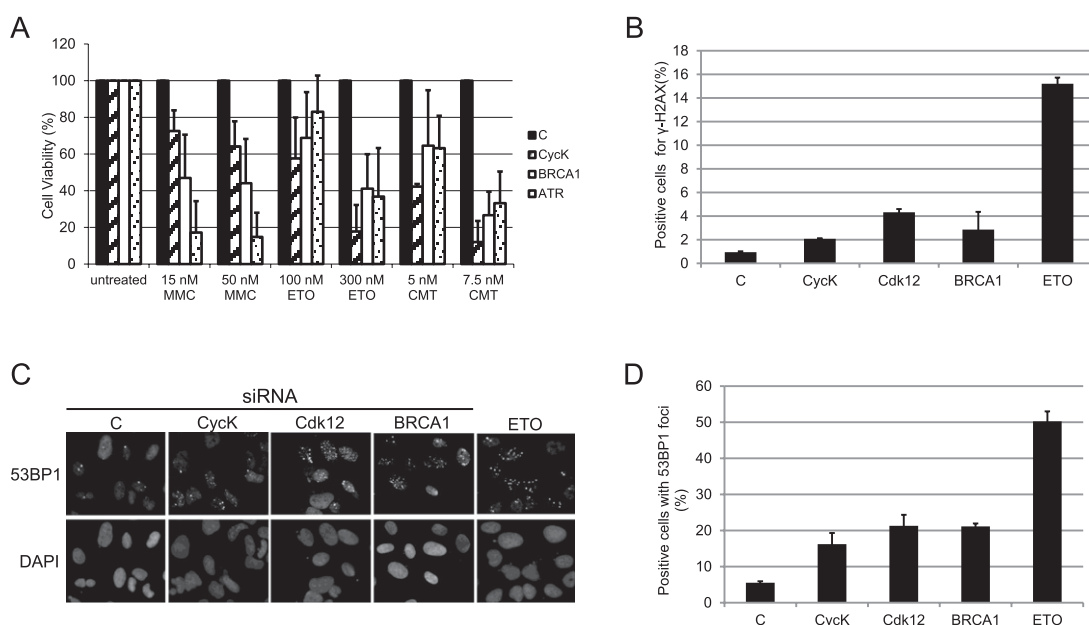 A
Cell Viability (%)
120
100
80
60
40
20
0
untreated
15 nM
MMC
50 nM
MMC
100 nM
ETO
300 nM
ETO
5 nM
CMT
7.5 nM
CMT
C
CycK
BRCA1
ATR
B
Positive cells for γ-H2AX(%)
18
16
14
12
10
8
6
4
2
0
C
CycK
Cdk12
BRCA1
ETO
C
siRNA
C
CycK
Cdk12
BRCA1
ETO
53BP1
DAPI
D
Positive cells with 53BP1 foci
(%)
60
50
40
30
20
10
0
C
CycK
Cdk12
BRCA1
ETO